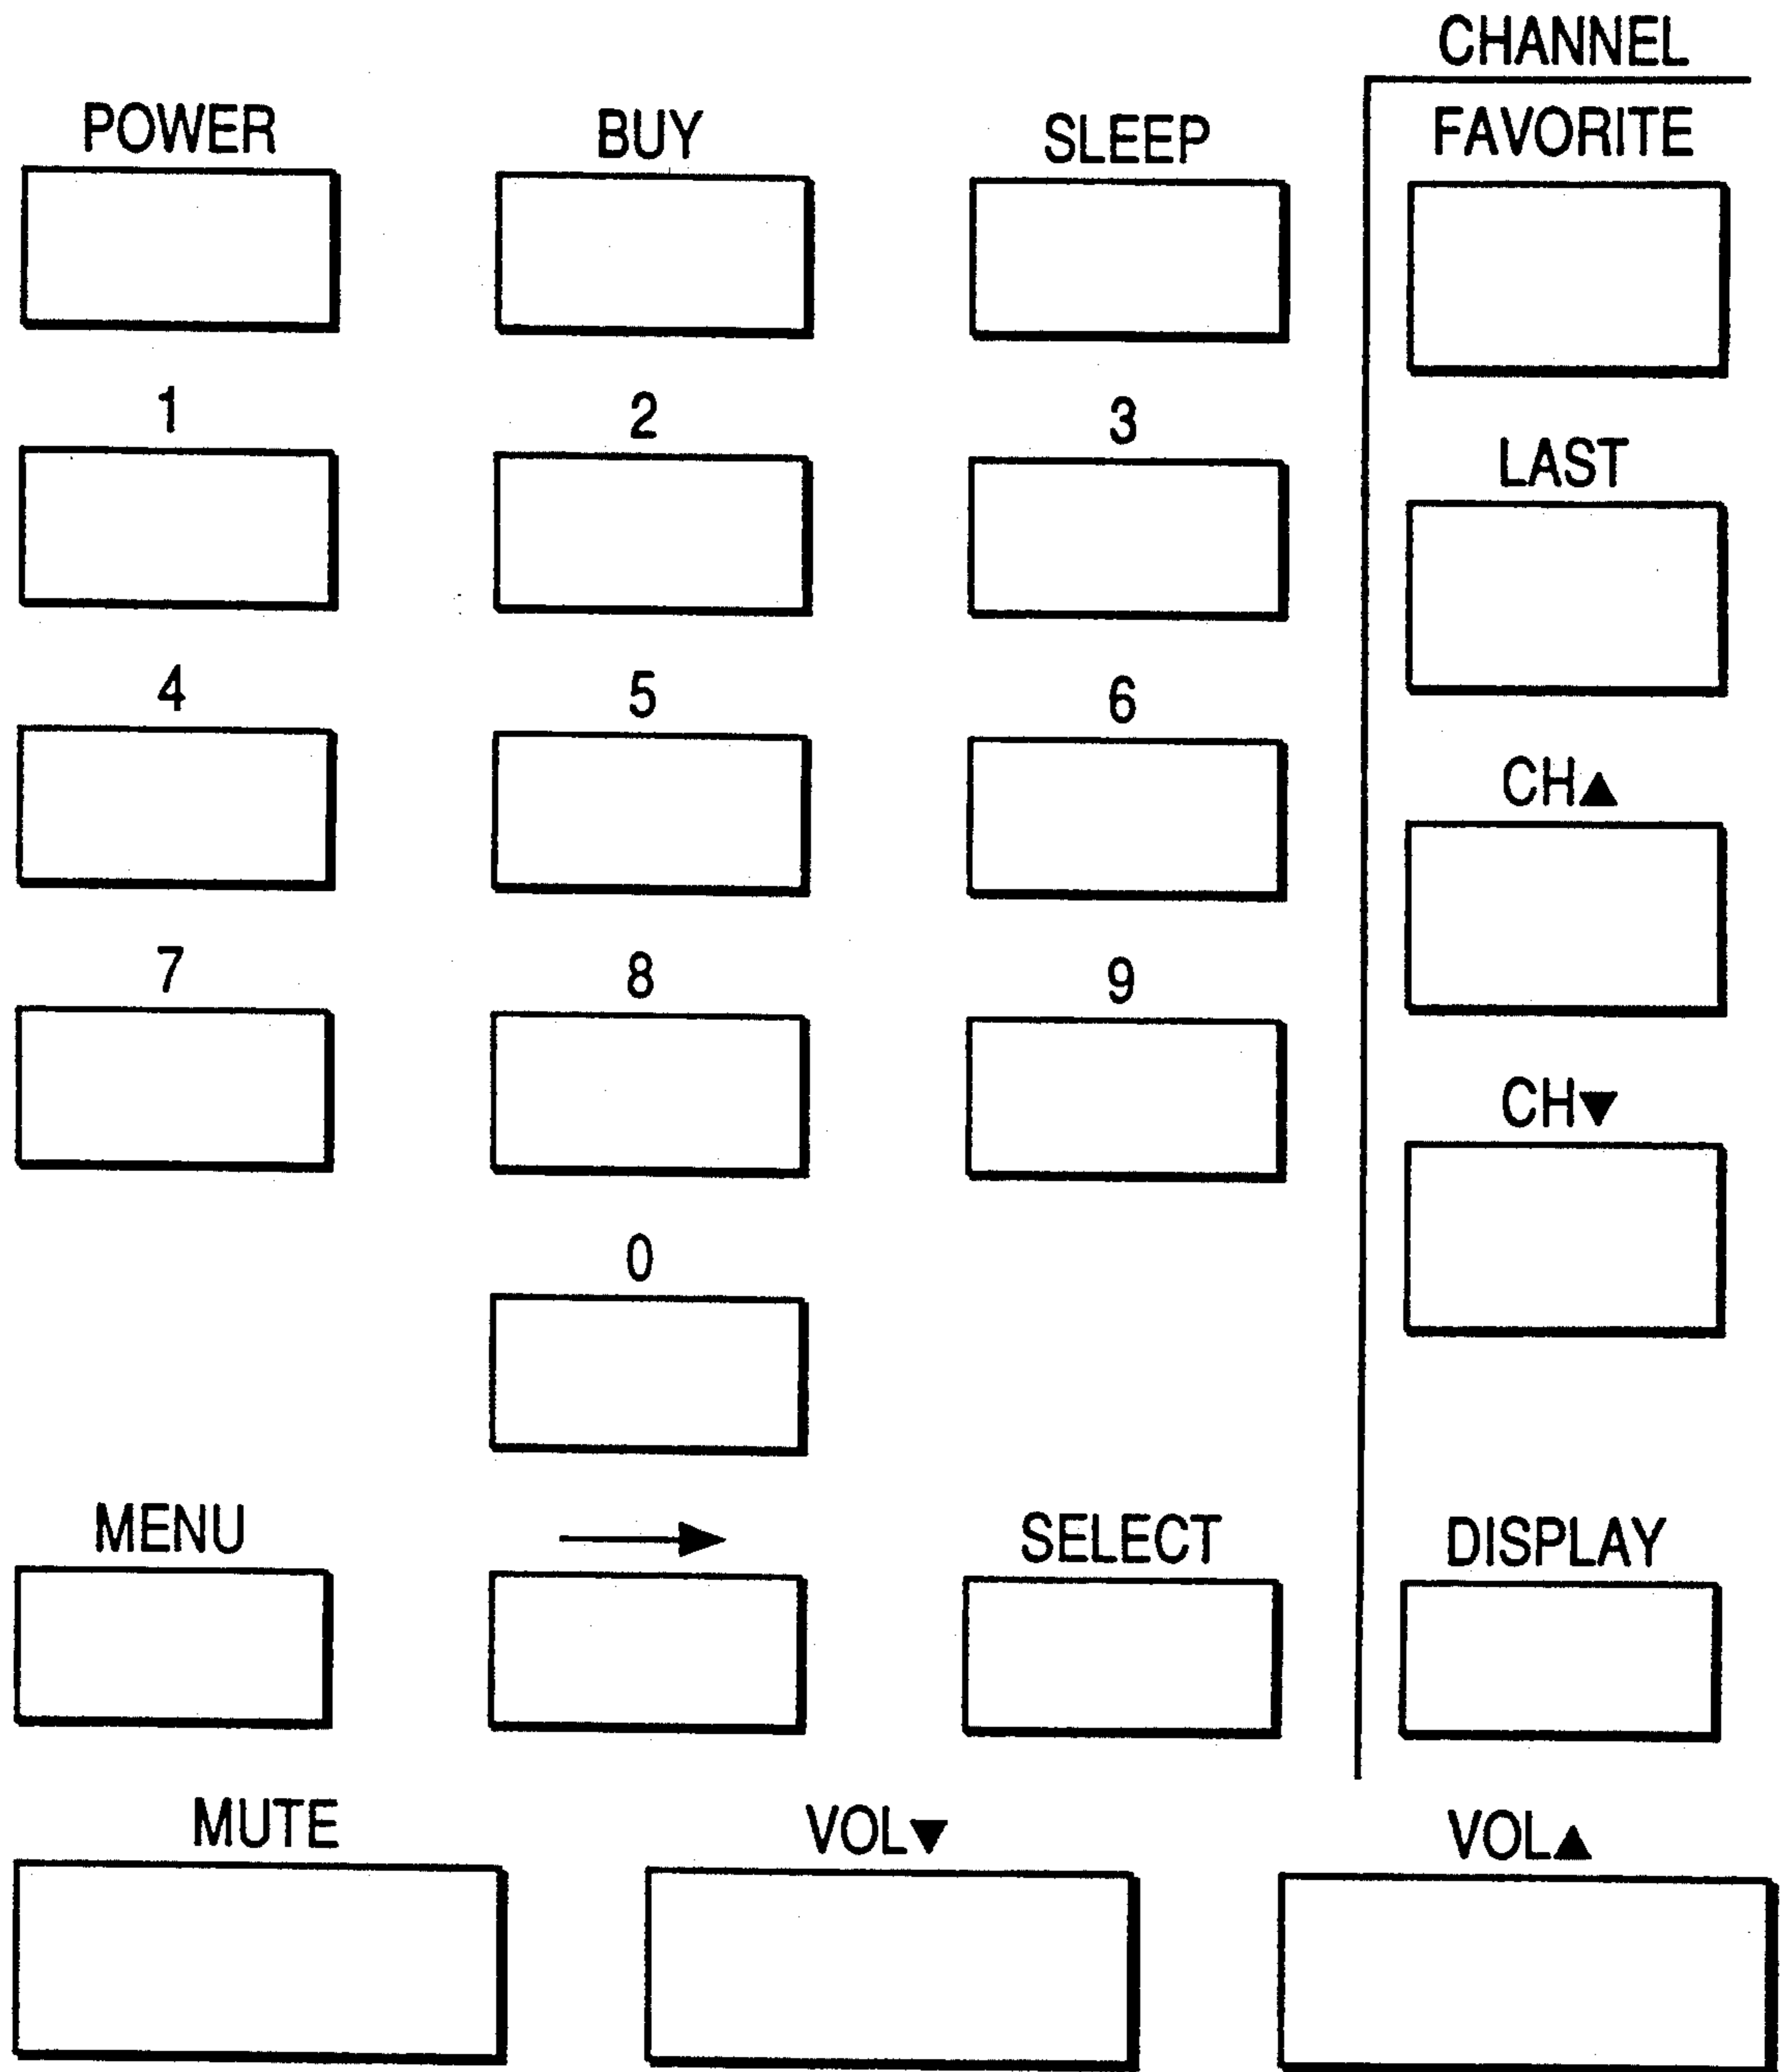 CHANNEL
POWER BUY SLEEP FAVORITE
1 2 3 LAST
4 5 6 CH▲
7 8 9 CH▼
0
MENU → SELECT DISPLAY
MUTE VOL▼ VOL▲